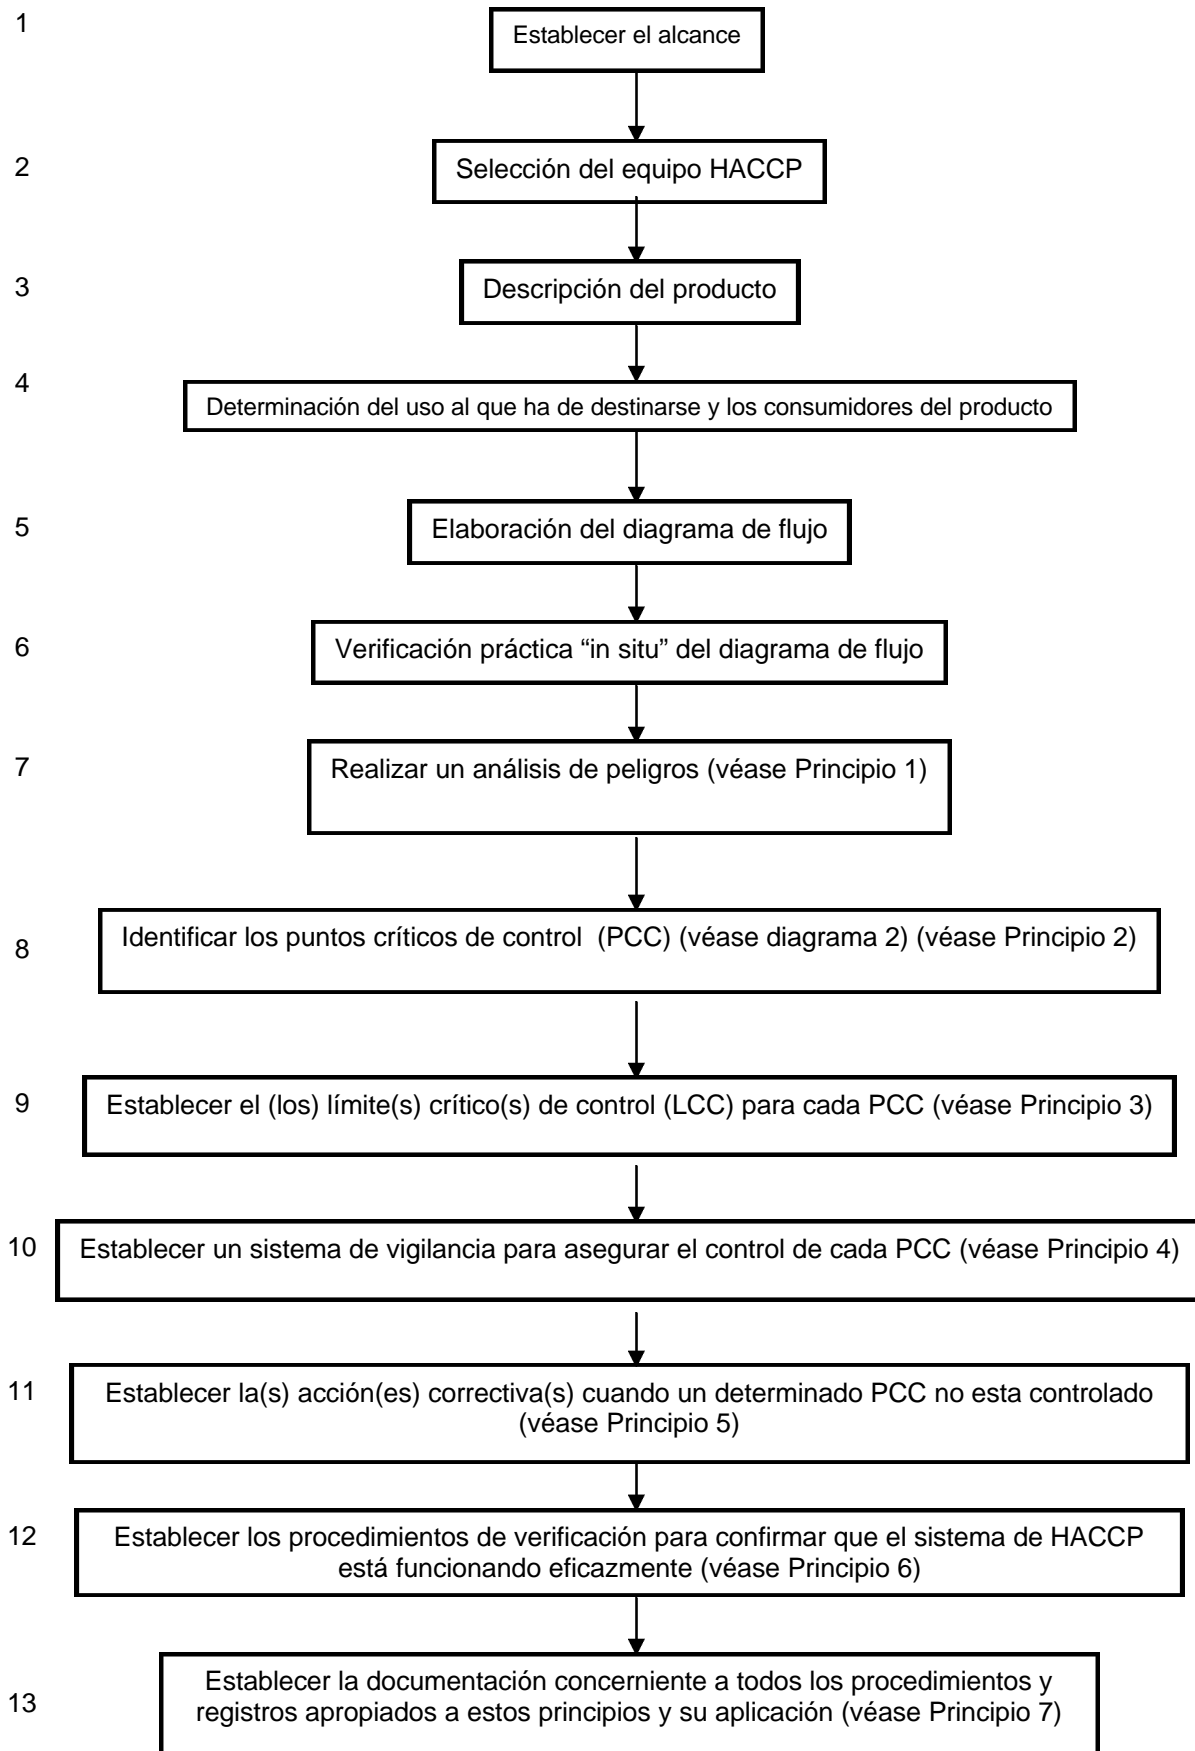 1
Establecer el alcance
2
Selección del equipo HACCP
3
Descripción del producto
4
Determinación del uso al que ha de destinarse y los consumidores del producto
5
Elaboración del diagrama de flujo
6
Verificación práctica “in situ” del diagrama de flujo
7
Realizar un análisis de peligros (véase Principio 1)
8
Identificar los puntos críticos de control (PCC) (véase diagrama 2) (véase Principio 2)
9
Establecer el (los) límite(s) crítico(s) de control (LCC) para cada PCC (véase Principio 3)
10
Establecer un sistema de vigilancia para asegurar el control de cada PCC (véase Principio 4)
11
Establecer la(s) acción(es) correctiva(s) cuando un determinado PCC no esta controlado
(véase Principio 5)
12
Establecer los procedimientos de verificación para confirmar que el sistema de HACCP
está funcionando eficazmente (véase Principio 6)
13
Establecer la documentación concerniente a todos los procedimientos y
registros apropiados a estos principios y su aplicación (véase Principio 7)